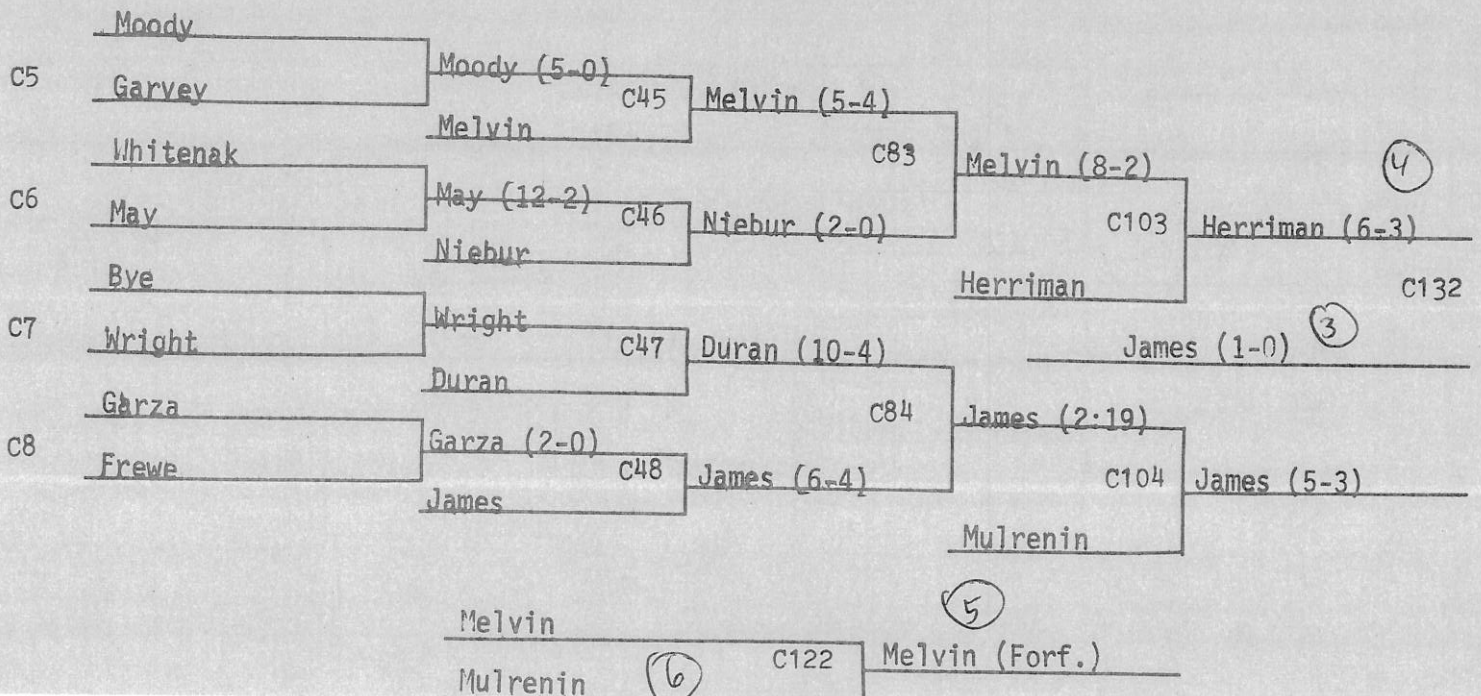 Moody
C5
Garvey
Moody (5-0)
C45
Melvin
Melvin (5-4)
Whitenak
C6
May
May (12-2)
C46
Niebur
Niebur (2-0)
C83
Melvin (8-2)
C103
Herriman
Herriman (6-3)
4
C132
Bye
C7
Wright
Wright
C47
Duran
Duran (10-4)
James (1-0)
3
Garza
C8
Frewe
Garza (2-0)
C48
James
James (6-4)
C84
James (2:19)
C104
Mulrenin
James (5-3)
Melvin
C122
Mulrenin
6
Melvin (Forf.)
5